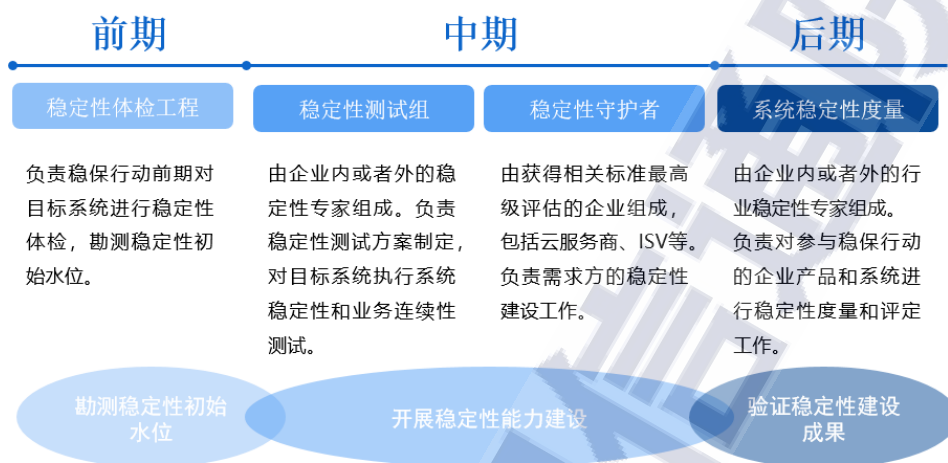 前期
中期
后期
稳定性体检工程
稳定性测试组
稳定性守护者
系统稳定性度量
负责稳保行动前期对
目标系统进行稳定性
体检，勘测稳定性初
始水位。
由企业内或者外的稳
定性专家组成。负责
稳定性测试方案制定，
对目标系统执行系统
稳定性和业务连续性
测试。
由获得相关标准最高
级评估的企业组成，
包括云服务商、ISV等。
负责需求方的稳定性
建设工作。
由企业内或者外的行
业稳定性专家组成。
负责对参与稳保行动
的企业产品和系统进
行稳定性度量和评定
工作。
勘测稳定性初始
水位
开展稳定性能力建设
验证稳定性建设
成果